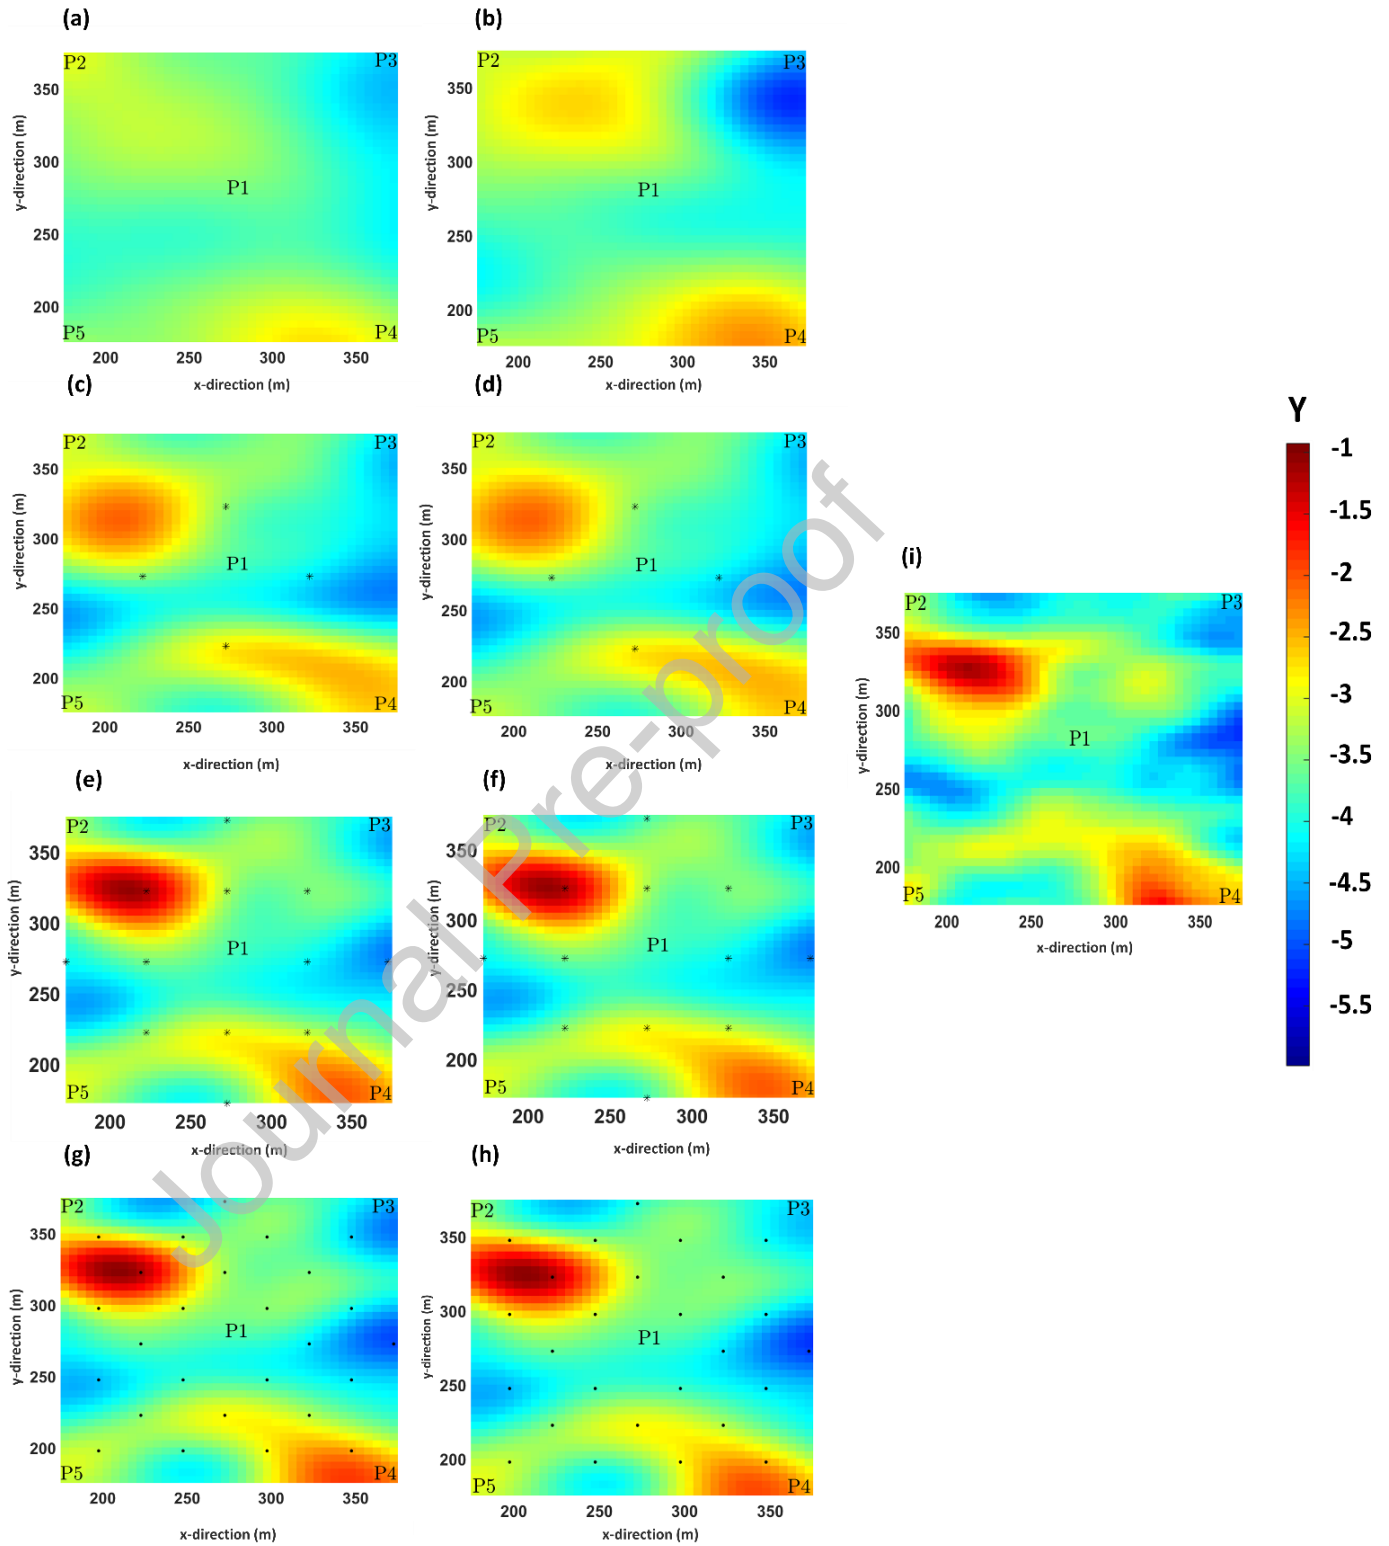 (a)
P2
P3
P1
P5
P4
350
300
250
200
200
250
300
350
y-direction (m)
x-direction (m)
(b)
P2
P3
P1
P5
P4
350
300
250
200
200
250
300
350
y-direction (m)
x-direction (m)
(c)
P2
P3
P1
P5
P4
350
300
250
200
200
250
300
350
y-direction (m)
x-direction (m)
(d)
P2
P3
P1
P5
P4
350
300
250
200
200
250
300
350
y-direction (m)
x-direction (m)
(e)
P2
P3
P1
P5
P4
350
300
250
200
200
250
300
350
y-direction (m)
x-direction (m)
(f)
P2
P3
P1
P5
P4
350
300
250
200
200
250
300
350
y-direction (m)
x-direction (m)
(g)
P2
P3
P1
P5
P4
350
300
250
200
200
250
300
350
y-direction (m)
x-direction (m)
(h)
P2
P3
P1
P5
P4
350
300
250
200
200
250
300
350
y-direction (m)
x-direction (m)
(i)
P2
P3
P1
P5
P4
350
300
250
200
200
250
300
350
y-direction (m)
x-direction (m)
Y
-1
-1.5
-2
-2.5
-3
-3.5
-4
-4.5
-5
-5.5
Journal Pre-proof